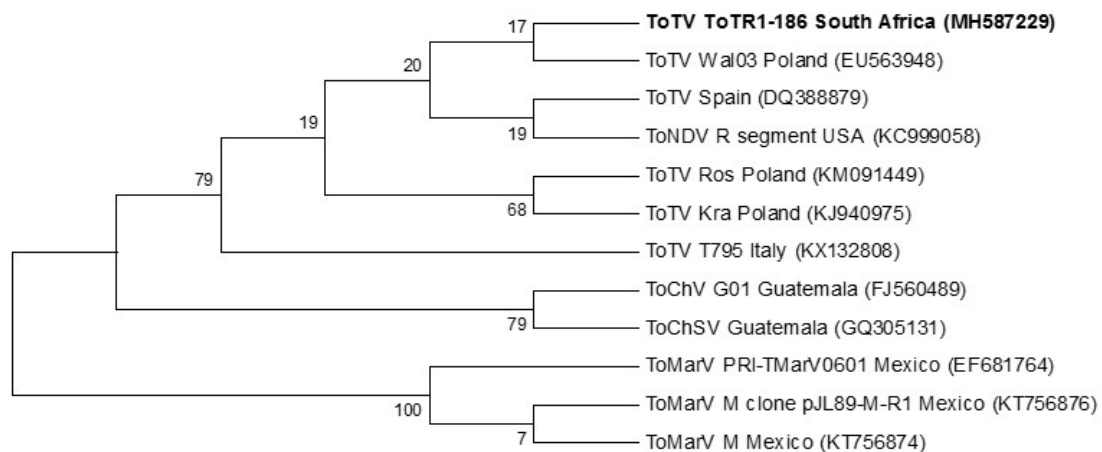 ToTV ToTR1-186 South Africa (MH587229)
17
ToTV Wal03 Poland (EU563948)
20
ToTV Spain (DQ388879)
19
19
ToNDV R segment USA (KC999058)
ToTV Ros Poland (KM091449)
79
68
ToTV Kra Poland (KJ940975)
ToTV T795 Italy (KX132808)
ToChV G01 Guatemala (FJ560489)
79
ToChSV Guatemala (GQ305131)
ToMarV PRI-TMarV0601 Mexico (EF681764)
100
ToMarV M clone pJL89-M-R1 Mexico (KT756876)
7
ToMarV M Mexico (KT756874)